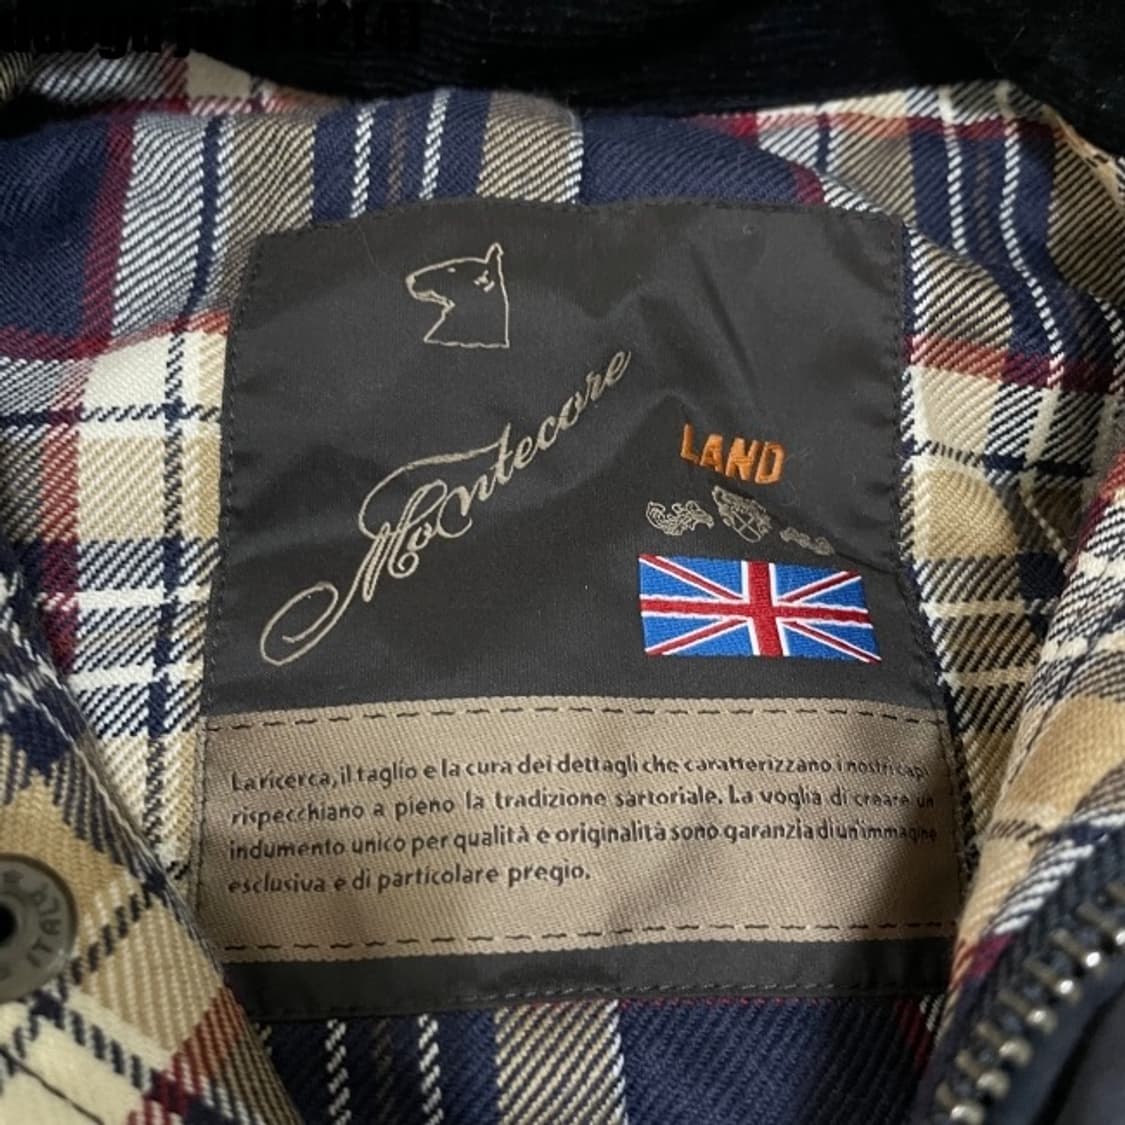 Montecore
LAND
La ricerca, il taglio e la cura dei dettagli che caratterizzano i nostri capi
rispecchiano a pieno la tradizione sartoriale. La voglia di creare un
indumento unico per qualità e originalità sono garanzia di un'immagine
esclusiva e di particolare pregio.
ITALY